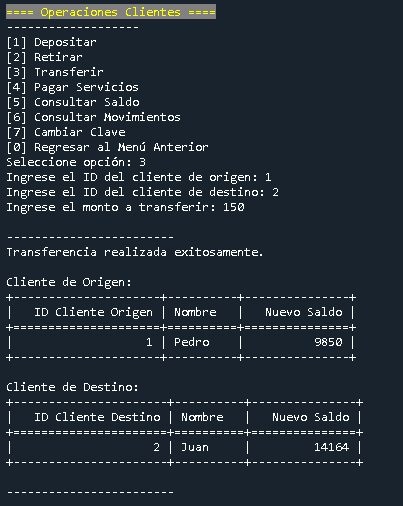 ==== Operaciones Clientes ====
-------------------
[1] Depositar
[2] Retirar
[3] Transferir
[4] Pagar Servicios
[5] Consultar Saldo
[6] Consultar Movimientos
[7] Cambiar Clave
[0] Regresar al Menú Anterior
Seleccione opción: 3
Ingrese el ID del cliente de origen: 1
Ingrese el ID del cliente de destino: 2
Ingrese el monto a transferir: 150
------------------------
Transferencia realizada exitosamente.
Cliente de Origen:
+---------------------+----------+---------------+
|   ID Cliente Origen | Nombre   |   Nuevo Saldo |
+=====================+==========+===============+
|                   1 | Pedro    |          9850 |
+---------------------+----------+---------------+
Cliente de Destino:
+----------------------+----------+---------------+
|   ID Cliente Destino | Nombre   |   Nuevo Saldo |
+======================+==========+===============+
|                    2 | Juan     |         14164 |
+----------------------+----------+---------------+
------------------------